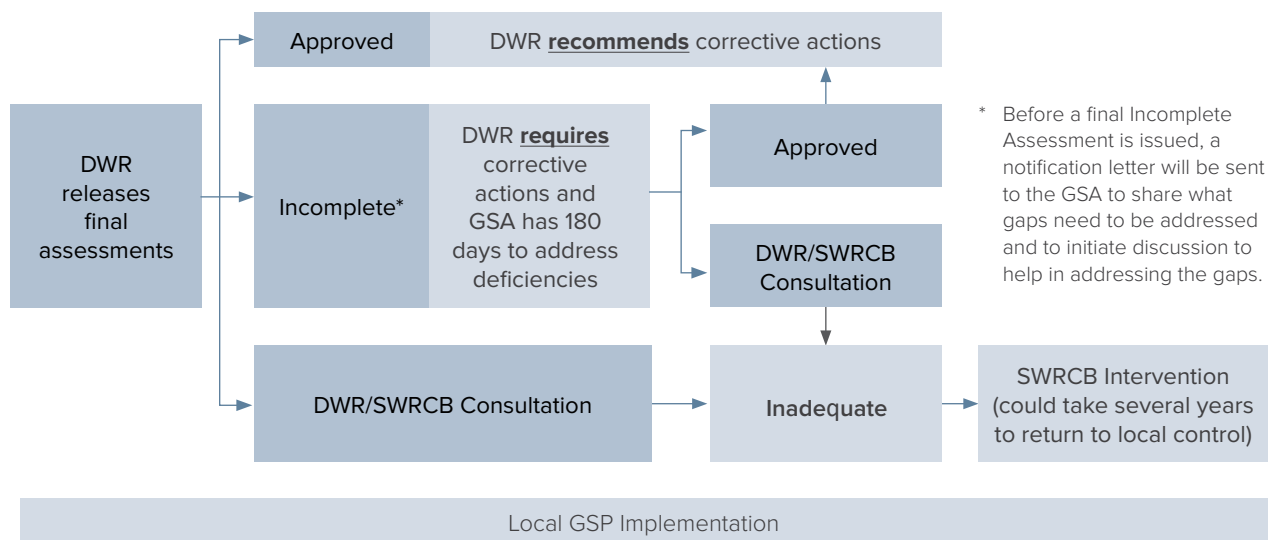 Approved
DWR recommends corrective actions
DWR
releases
final
assessments
Incomplete*
DWR requires
corrective
actions and
GSA has 180
days to address
deficiencies
Approved
DWR/SWRCB
Consultation
* Before a final Incomplete
Assessment is issued, a
notification letter will be sent
to the GSA to share what
gaps need to be addressed
and to initiate discussion to
help in addressing the gaps.
DWR/SWRCB Consultation
Inadequate
SWRCB Intervention
(could take several years
to return to local control)
Local GSP Implementation